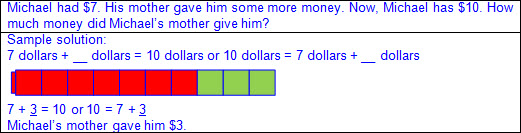 Michael had $7. His mother gave him some more money. Now, Michael has $10. How
much money did Michael's mother give him?
Sample solution:
7 dollars + __ dollars = 10 dollars or 10 dollars = 7 dollars + __ dollars
7 + 3 = 10 or 10 = 7 + 3
Michael's mother gave him $3.